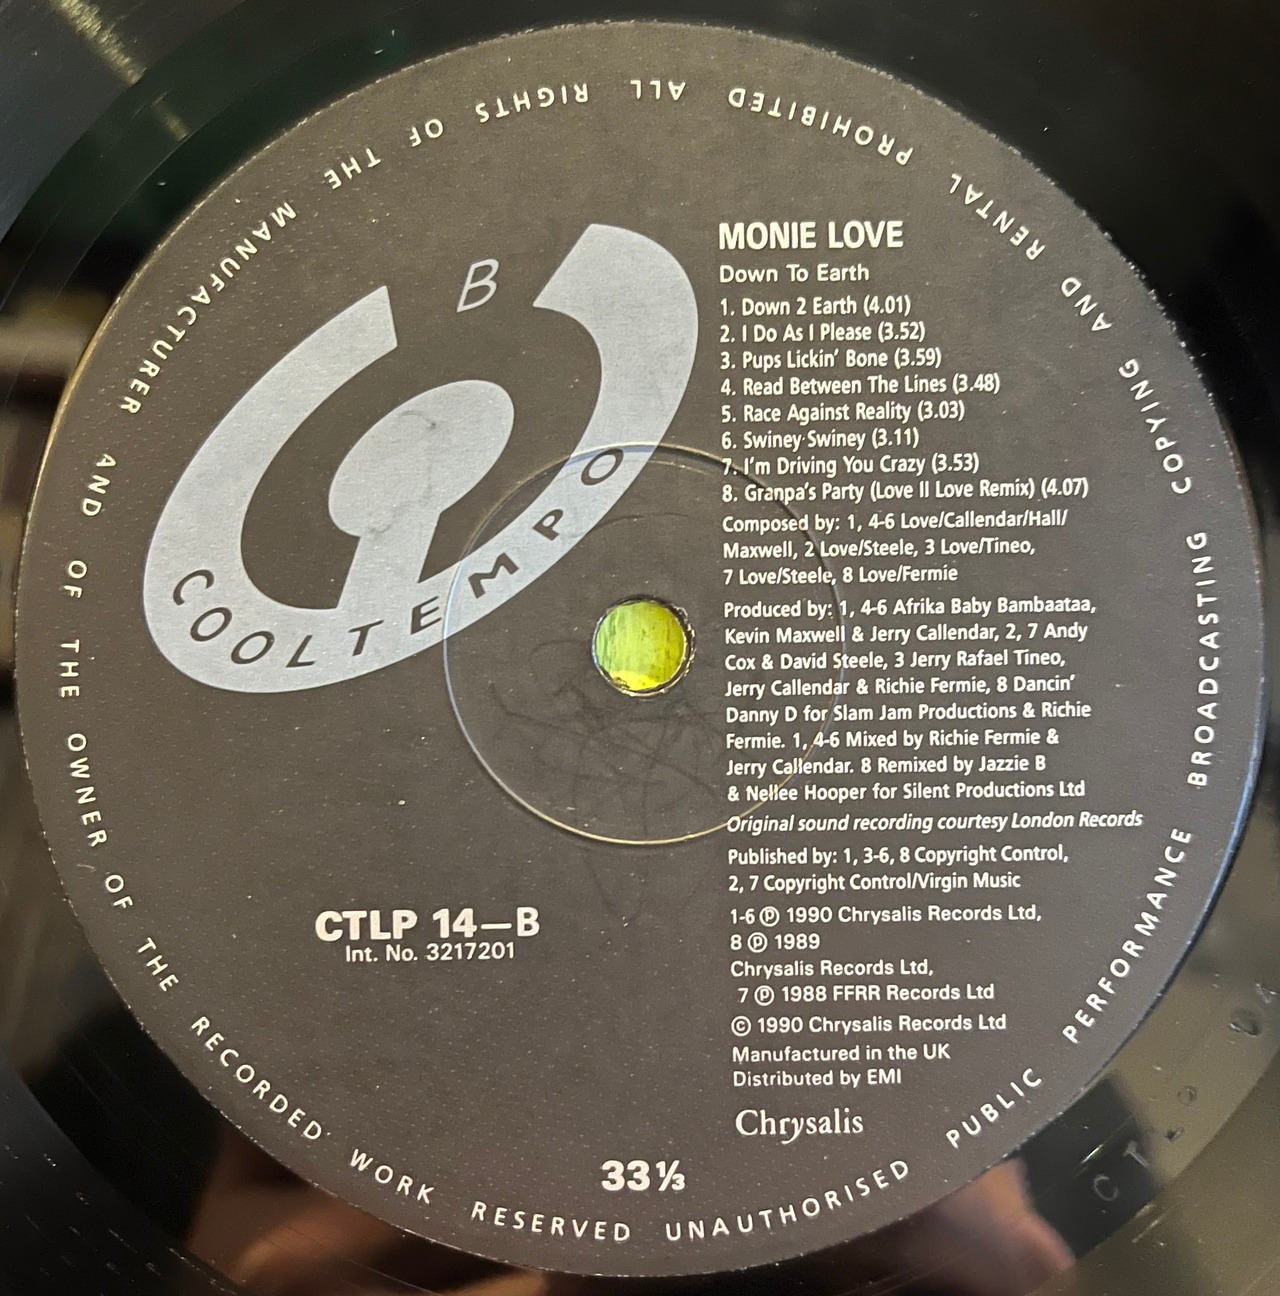 ALL RIGHTS OF THE MANUFACTURER AND OF THE OWNER OF THE RECORDED WORK RESERVED UNAUTHORISED PUBLIC PERFORMANCE BROADCASTING COPYING AND RENTAL PROHIBITED
B
COOLTEMPO
MONIE LOVE
Down To Earth
1. Down 2 Earth (4.01)
2. I Do As I Please (3.52)
3. Pups Lickin' Bone (3.59)
4. Read Between The Lines (3.48)
5. Race Against Reality (3.03)
6. Swiney Swiney (3.11)
7. I'm Driving You Crazy (3.53)
8. Granpa's Party (Love II Love Remix) (4.07)
Composed by: 1, 4-6 Love/Callendar/Hall/
Maxwell, 2 Love/Steele, 3 Love/Tineo,
7 Love/Steele, 8 Love/Fermie
Produced by: 1, 4-6 Afrika Baby Bambaataa,
Kevin Maxwell & Jerry Callendar, 2, 7 Andy
Cox & David Steele, 3 Jerry Rafael Tineo,
Jerry Callendar & Richie Fermie, 8 Dancin'
Danny D for Slam Jam Productions & Richie
Fermie. 1, 4-6 Mixed by Richie Fermie &
Jerry Callendar. 8 Remixed by Jazzie B
& Nellee Hooper for Silent Productions Ltd
Original sound recording courtesy London Records
Published by: 1, 3-6, 8 Copyright Control,
2, 7 Copyright Control/Virgin Music
1-6 ℗ 1990 Chrysalis Records Ltd,
8 ℗ 1989
Chrysalis Records Ltd,
7 ℗ 1988 FFRR Records Ltd
© 1990 Chrysalis Records Ltd
Manufactured in the UK
Distributed by EMI
Chrysalis
CTLP 14—B
Int. No. 3217201
33⅓